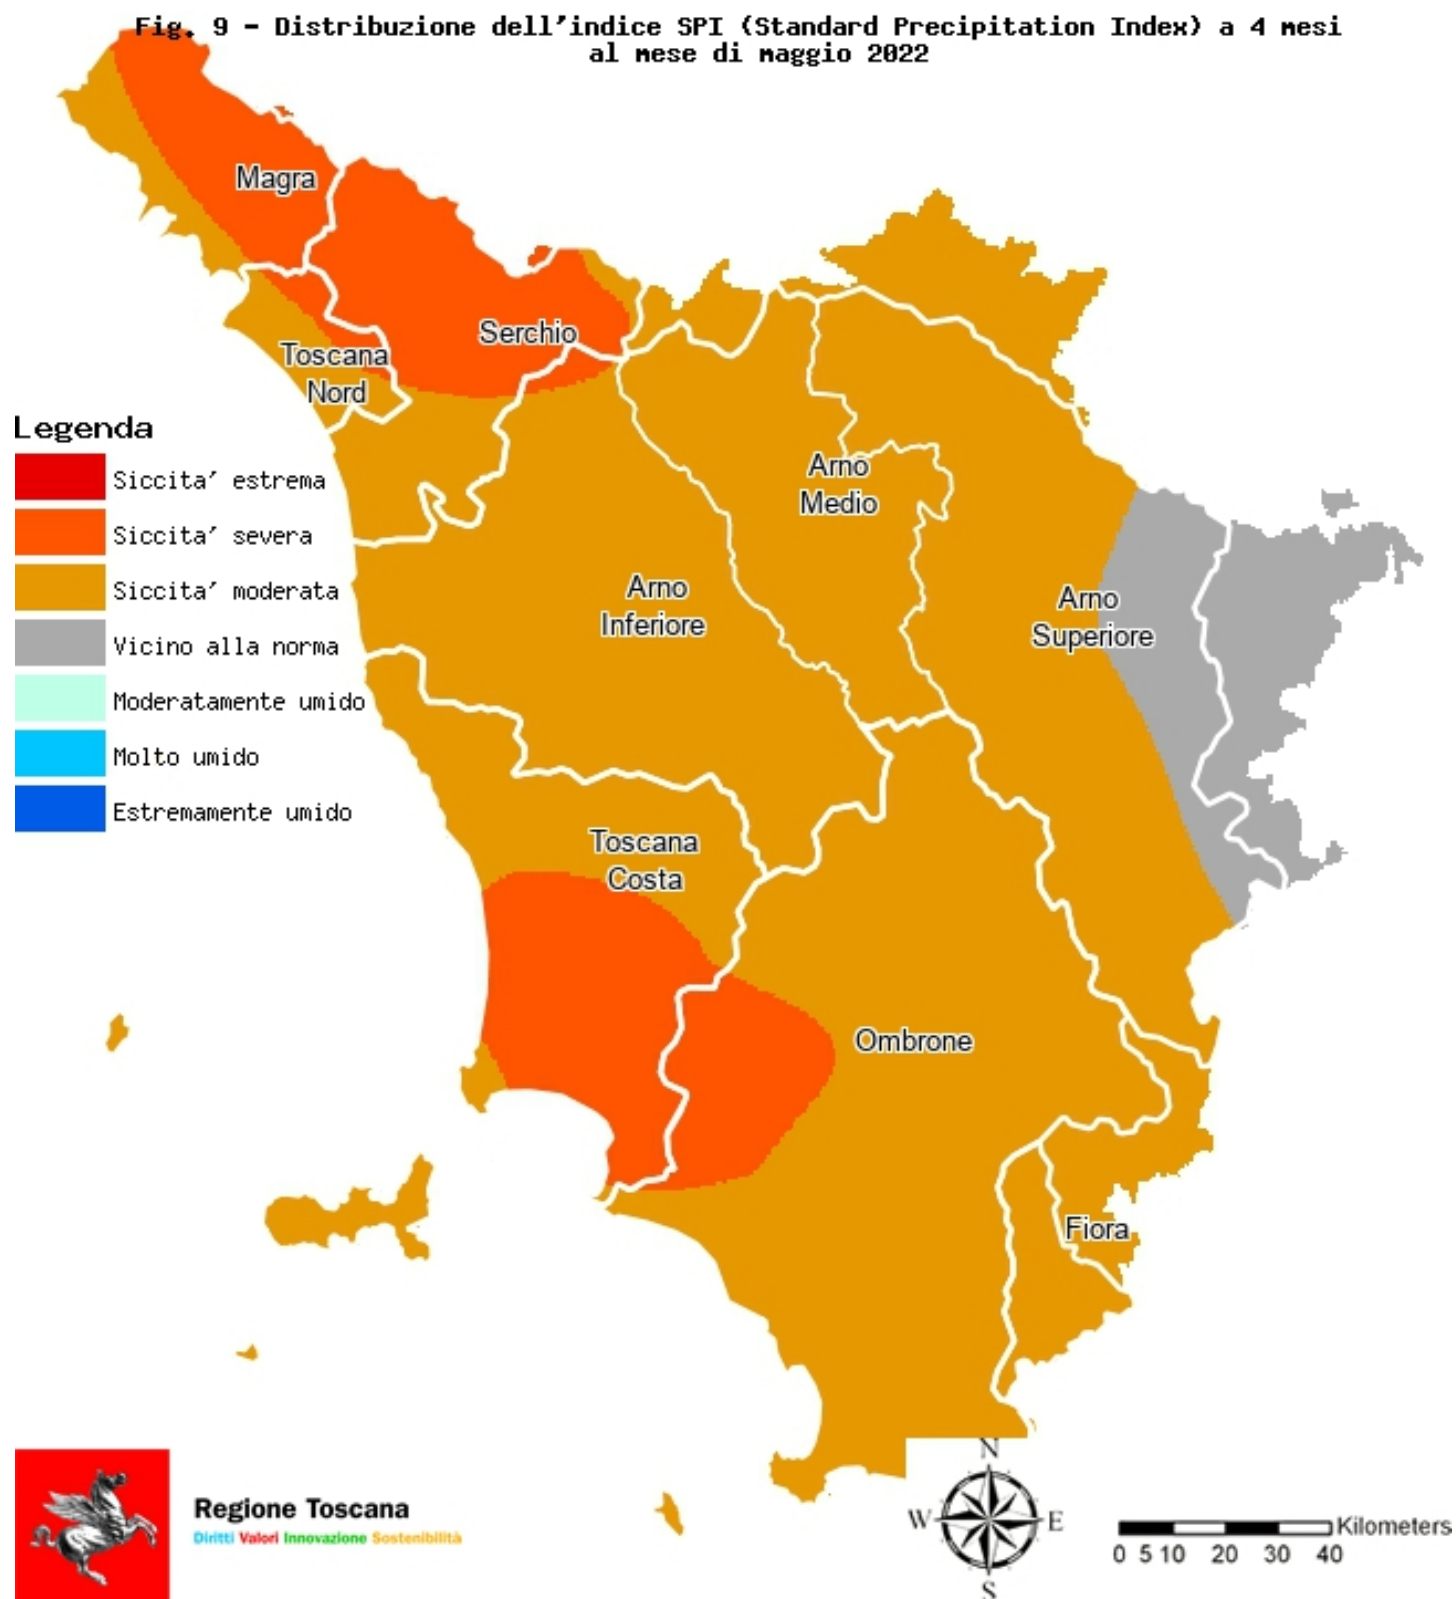 Fig. 9 - Distribuzione dell'indice SPI (Standard Precipitation Index) a 4 mesi
al mese di maggio 2022
Magra
Serchio
Toscana
Nord
Legenda
Siccita' estrema
Siccita' severa
Siccita' moderata
Vicino alla norma
Moderatamente umido
Molto umido
Estremamente umido
Arno
Medio
Arno
Inferiore
Arno
Superiore
Toscana
Costa
Ombrone
Fiora
Regione Toscana
Diritti Valori Innovazione Sostenibilità
N
W E
S
Kilometers
0 5 10 20 30 40